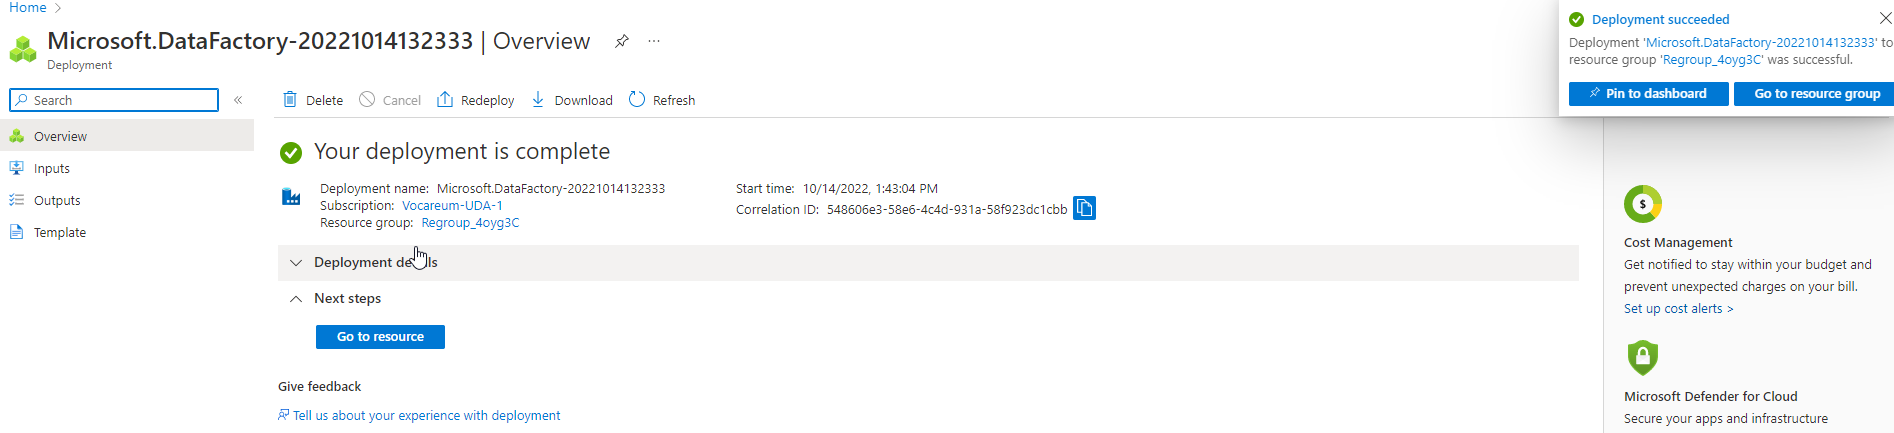 Home >
Microsoft.DataFactory-20221014132333 | Overview
Deployment
Search
Overview
Inputs
Outputs
Template
Delete Cancel Redeploy Download Refresh
Your deployment is complete
Deployment name: Microsoft.DataFactory-20221014132333
Subscription: Vocareum-UDA-1
Resource group: Regroup_4oyg3C
Start time: 10/14/2022, 1:43:04 PM
Correlation ID: 548606e3-58e6-4c4d-931a-58f923dc1cbb
Deployment details
Next steps
Go to resource
Give feedback
Tell us about your experience with deployment
Deployment succeeded
Deployment 'Microsoft.DataFactory-20221014132333' to
resource group 'Regroup_4oyg3C' was successful.
Pin to dashboard Go to resource group
Cost Management
Get notified to stay within your budget and
prevent unexpected charges on your bill.
Set up cost alerts >
Microsoft Defender for Cloud
Secure your apps and infrastructure